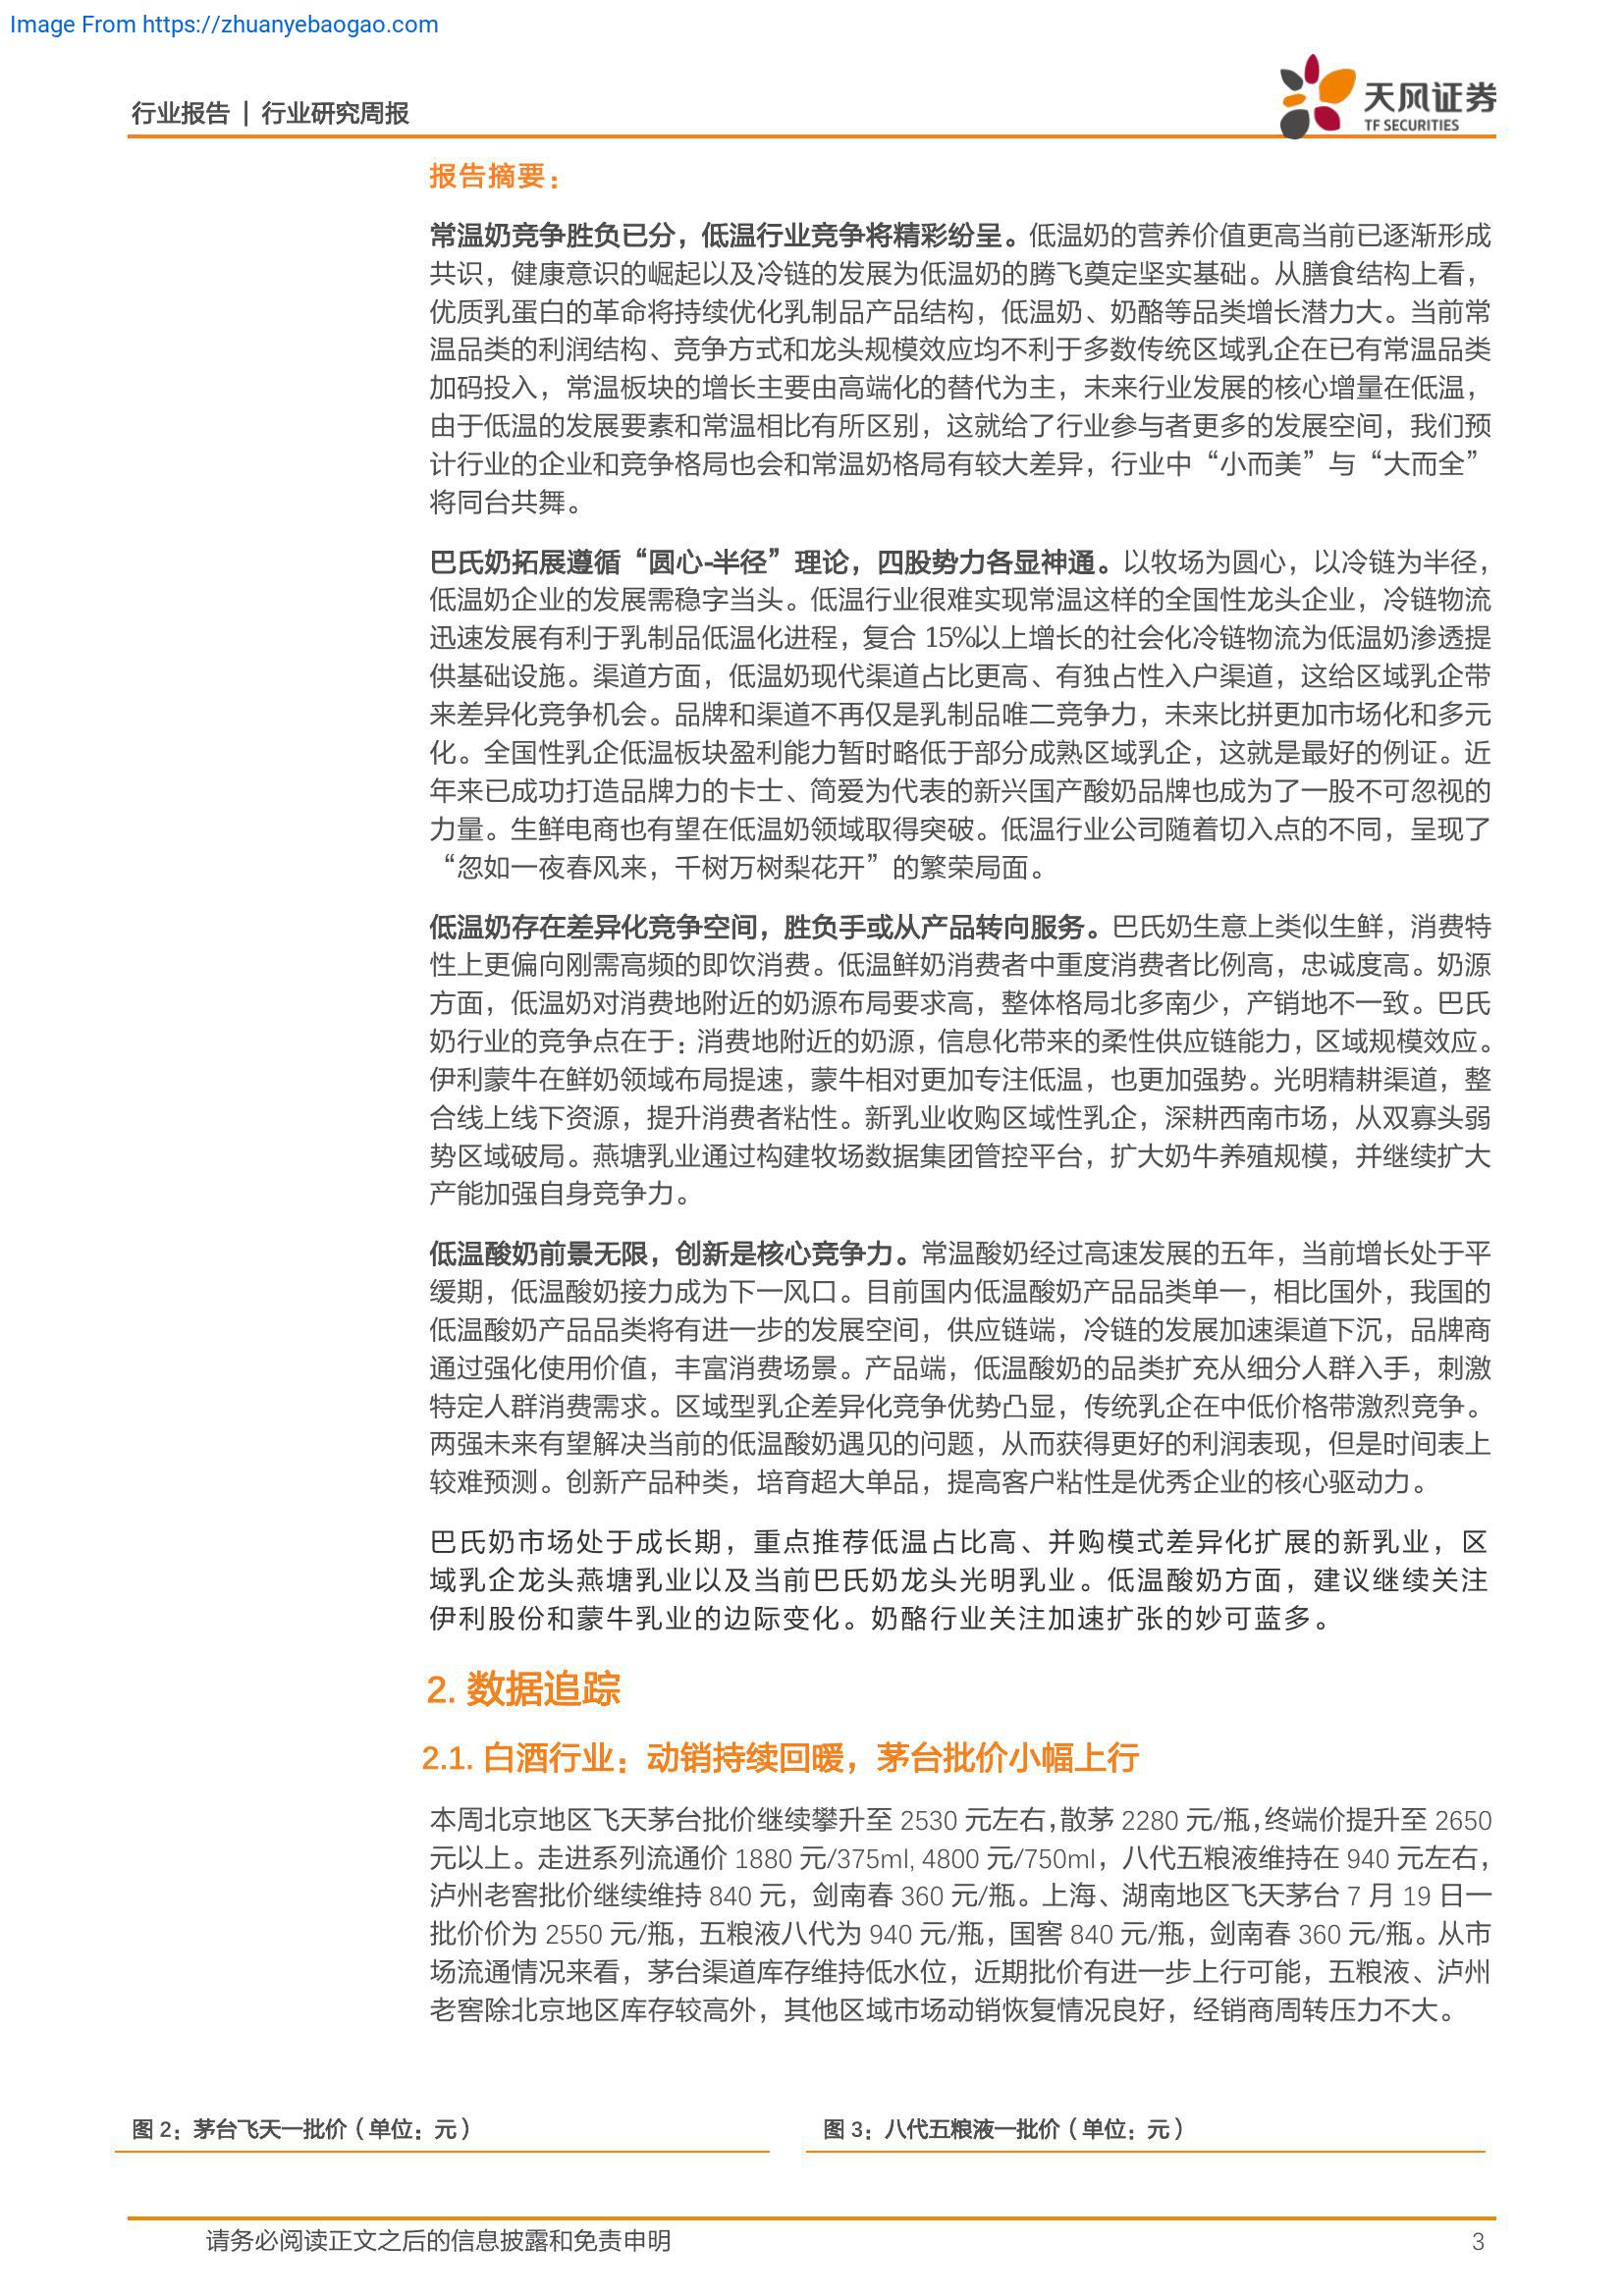 Image From https://zhuanyebaogao.com
行业报告 | 行业研究周报
天风证券
TF SECURITIES
报告摘要：
常温奶竞争胜负已分，低温行业竞争将精彩纷呈。低温奶的营养价值更高当前已逐渐形成
共识，健康意识的崛起以及冷链的发展为低温奶的腾飞奠定坚实基础。从膳食结构上看，
优质乳蛋白的革命将持续优化乳制品产品结构，低温奶、奶酪等品类增长潜力大。当前常
温品类的利润结构、竞争方式和龙头规模效应均不利于多数传统区域乳企在已有常温品类
加码投入，常温板块的增长主要由高端化的替代为主，未来行业发展的核心增量在低温，
由于低温的发展要素和常温相比有所区别，这就给了行业参与者更多的发展空间，我们预
计行业的企业和竞争格局也会和常温奶格局有较大差异，行业中“小而美”与“大而全”
将同台共舞。
巴氏奶拓展遵循“圆心-半径”理论，四股势力各显神通。以牧场为圆心，以冷链为半径，
低温奶企业的发展需稳字当头。低温行业很难实现常温这样的全国性龙头企业，冷链物流
迅速发展有利于乳制品低温化进程，复合 15%以上增长的社会化冷链物流为低温奶渗透提
供基础设施。渠道方面，低温奶现代渠道占比更高、有独占性入户渠道，这给区域乳企带
来差异化竞争机会。品牌和渠道不再仅是乳制品唯二竞争力，未来比拼更加市场化和多元
化。全国性乳企低温板块盈利能力暂时略低于部分成熟区域乳企，这就是最好的例证。近
年来已成功打造品牌力的卡士、简爱为代表的新兴国产酸奶品牌也成为了一股不可忽视的
力量。生鲜电商也有望在低温奶领域取得突破。低温行业公司随着切入点的不同，呈现了
“忽如一夜春风来，千树万树梨花开”的繁荣局面。
低温奶存在差异化竞争空间，胜负手或从产品转向服务。巴氏奶生意上类似生鲜，消费特
性上更偏向刚需高频的即饮消费。低温鲜奶消费者中重度消费者比例高，忠诚度高。奶源
方面，低温奶对消费地附近的奶源布局要求高，整体格局北多南少，产销地不一致。巴氏
奶行业的竞争点在于：消费地附近的奶源，信息化带来的柔性供应链能力，区域规模效应。
伊利蒙牛在鲜奶领域布局提速，蒙牛相对更加专注低温，也更加强势。光明精耕渠道，整
合线上线下资源，提升消费者粘性。新乳业收购区域性乳企，深耕西南市场，从双寡头弱
势区域破局。燕塘乳业通过构建牧场数据集团管控平台，扩大奶牛养殖规模，并继续扩大
产能加强自身竞争力。
低温酸奶前景无限，创新是核心竞争力。常温酸奶经过高速发展的五年，当前增长处于平
缓期，低温酸奶接力成为下一风口。目前国内低温酸奶产品品类单一，相比国外，我国的
低温酸奶产品品类将有进一步的发展空间，供应链端，冷链的发展加速渠道下沉，品牌商
通过强化使用价值，丰富消费场景。产品端，低温酸奶的品类扩充从细分人群入手，刺激
特定人群消费需求。区域型乳企差异化竞争优势凸显，传统乳企在中低价格带激烈竞争。
两强未来有望解决当前的低温酸奶遇见的问题，从而获得更好的利润表现，但是时间表上
较难预测。创新产品种类，培育超大单品，提高客户粘性是优秀企业的核心驱动力。
巴氏奶市场处于成长期，重点推荐低温占比高、并购模式差异化扩展的新乳业，区
域乳企龙头燕塘乳业以及当前巴氏奶龙头光明乳业。低温酸奶方面，建议继续关注
伊利股份和蒙牛乳业的边际变化。奶酪行业关注加速扩张的妙可蓝多。
2. 数据追踪
2.1. 白酒行业：动销持续回暖，茅台批价小幅上行
本周北京地区飞天茅台批价继续攀升至 2530 元左右，散茅 2280 元/瓶，终端价提升至 2650
元以上。走进系列流通价 1880 元/375ml, 4800 元/750ml，八代五粮液维持在 940 元左右，
泸州老窖批价继续维持 840 元，剑南春 360 元/瓶。上海、湖南地区飞天茅台 7 月 19 日一
批价价为 2550 元/瓶，五粮液八代为 940 元/瓶，国窖 840 元/瓶，剑南春 360 元/瓶。从市
场流通情况来看，茅台渠道库存维持低水位，近期批价有进一步上行可能，五粮液、泸州
老窖除北京地区库存较高外，其他区域市场动销恢复情况良好，经销商周转压力不大。
图 2：茅台飞天一批价（单位：元）
图 3：八代五粮液一批价（单位：元）
请务必阅读正文之后的信息披露和免责申明
3